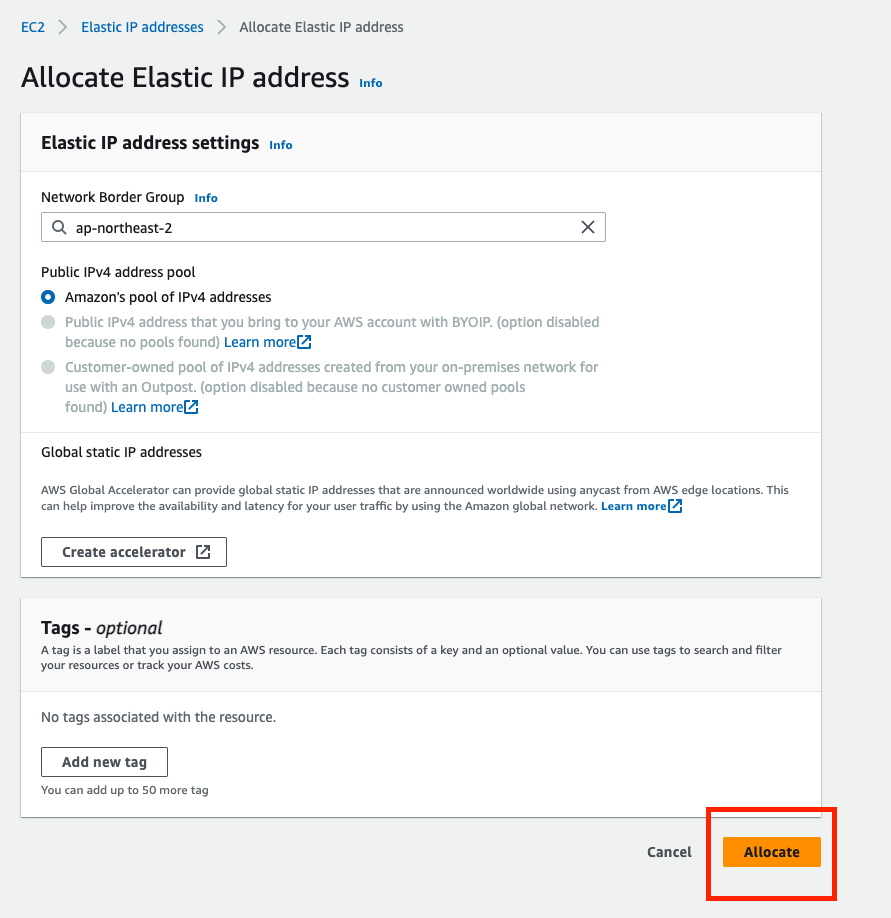 EC2 > Elastic IP addresses > Allocate Elastic IP address
Allocate Elastic IP address Info
Elastic IP address settings Info
Network Border Group Info
ap-northeast-2
Public IPv4 address pool
Amazon's pool of IPv4 addresses
Public IPv4 address that you bring to your AWS account with BYOIP. (option disabled
because no pools found) Learn more
Customer-owned pool of IPv4 addresses created from your on-premises network for
use with an Outpost. (option disabled because no customer owned pools
found) Learn more
Global static IP addresses
AWS Global Accelerator can provide global static IP addresses that are announced worldwide using anycast from AWS edge locations. This
can help improve the availability and latency for your user traffic by using the Amazon global network. Learn more
Create accelerator
Tags - optional
A tag is a label that you assign to an AWS resource. Each tag consists of a key and an optional value. You can use tags to search and filter
your resources or track your AWS costs.
No tags associated with the resource.
Add new tag
You can add up to 50 more tag
Cancel Allocate